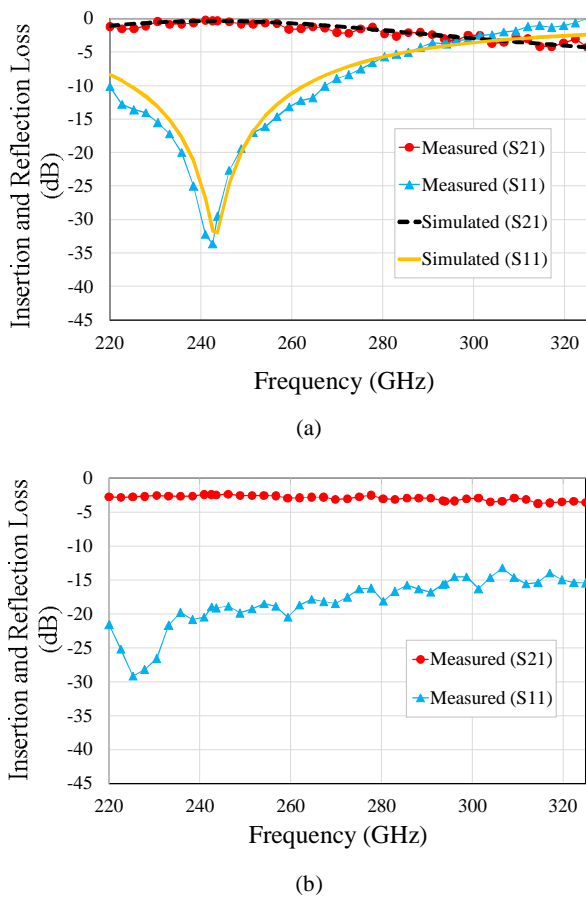 Insertion and Reflection Loss
(dB)
0
-5
-10
-15
-20
-25
-30
-35
-40
-45
Measured (S21)
Measured (S11)
Simulated (S21)
Simulated (S11)
220 240 260 280 300 320
Frequency (GHz)
(a)
Insertion and Reflection Loss
(dB)
0
-5
-10
-15
-20
-25
-30
-35
-40
-45
Measured (S21)
Measured (S11)
220 240 260 280 300 320
Frequency (GHz)
(b)